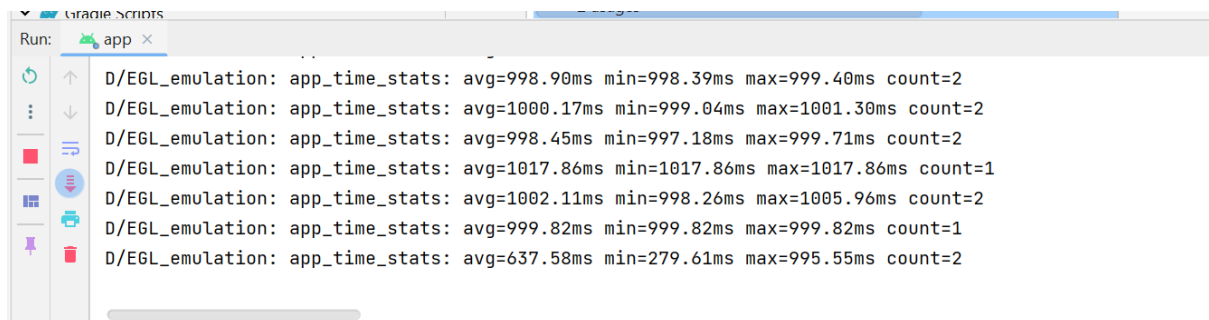 Gradle Scripts
2 usages
Run: app
D/EGL_emulation: app_time_stats: avg=998.90ms min=998.39ms max=999.40ms count=2
D/EGL_emulation: app_time_stats: avg=1000.17ms min=999.04ms max=1001.30ms count=2
D/EGL_emulation: app_time_stats: avg=998.45ms min=997.18ms max=999.71ms count=2
D/EGL_emulation: app_time_stats: avg=1017.86ms min=1017.86ms max=1017.86ms count=1
D/EGL_emulation: app_time_stats: avg=1002.11ms min=998.26ms max=1005.96ms count=2
D/EGL_emulation: app_time_stats: avg=999.82ms min=999.82ms max=999.82ms count=1
D/EGL_emulation: app_time_stats: avg=637.58ms min=279.61ms max=995.55ms count=2